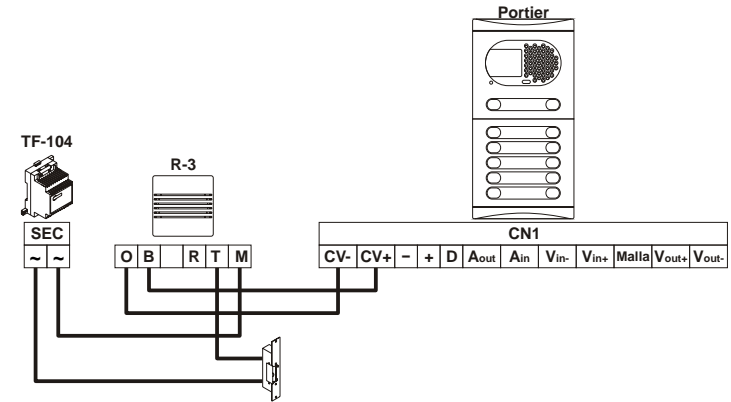 Portier
TF-104
R-3
SEC
CN1
~ ~
O B R T M
CV- CV+ − + D Aout Ain Vin- Vin+ Malla Vout+ Vout-